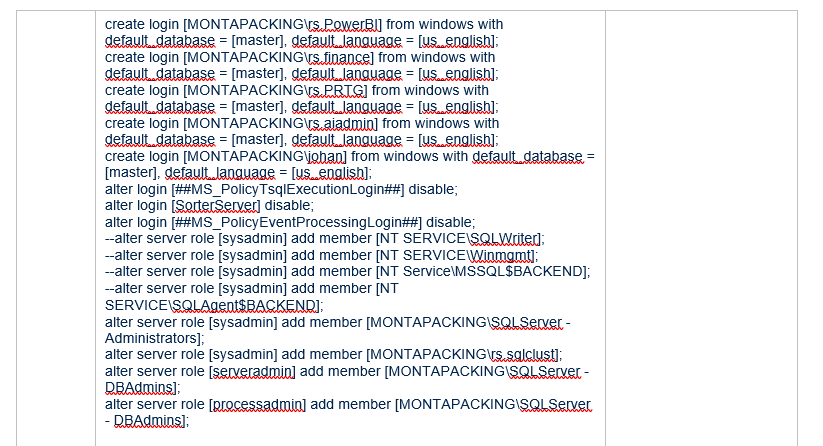 create login [MONTAPACKING\rs.PowerBI] from windows with
default_database = [master], default_language = [us_english];
create login [MONTAPACKING\rs.finance] from windows with
default_database = [master], default_language = [us_english];
create login [MONTAPACKING\rs.PRTG] from windows with
default_database = [master], default_language = [us_english];
create login [MONTAPACKING\rs.aiadmin] from windows with
default_database = [master], default_language = [us_english];
create login [MONTAPACKING\johan] from windows with default_database =
[master], default_language = [us_english];
alter login [##MS_PolicyTsqlExecutionLogin##] disable;
alter login [SorterServer] disable;
alter login [##MS_PolicyEventProcessingLogin##] disable;
--alter server role [sysadmin] add member [NT SERVICE\SQLWriter];
--alter server role [sysadmin] add member [NT SERVICE\Winmgmt];
--alter server role [sysadmin] add member [NT Service\MSSQL$BACKEND];
--alter server role [sysadmin] add member [NT
SERVICE\SQLAgent$BACKEND];
alter server role [sysadmin] add member [MONTAPACKING\SQLServer -
Administrators];
alter server role [sysadmin] add member [MONTAPACKING\rs.sqlclust];
alter server role [serveradmin] add member [MONTAPACKING\SQLServer -
DBAdmins];
alter server role [processadmin] add member [MONTAPACKING\SQLServer
- DBAdmins];